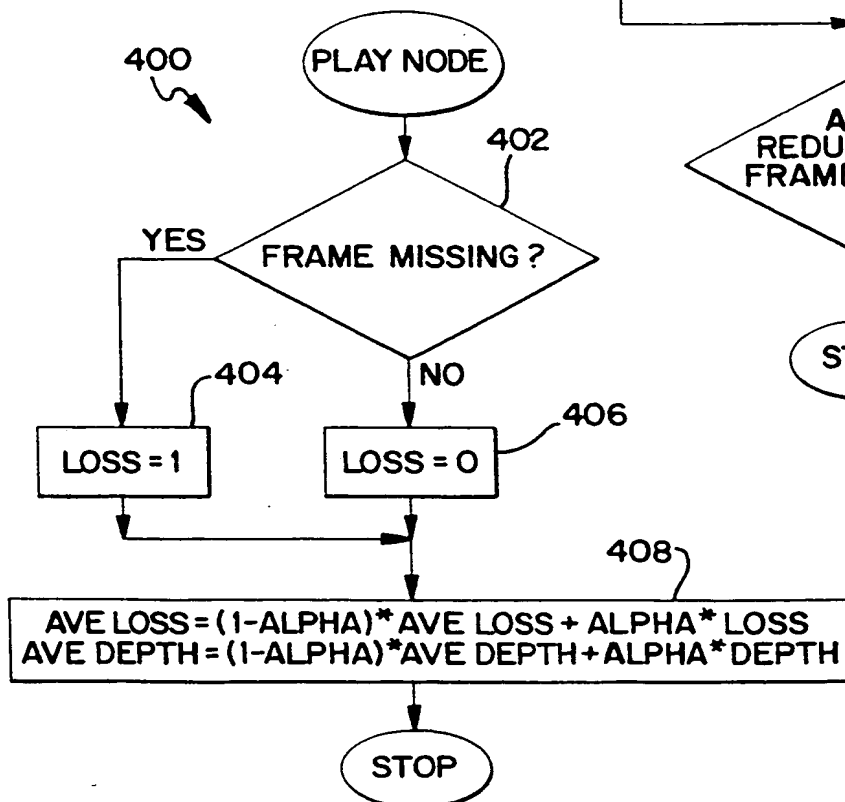 400
PLAY NODE
402
YES
FRAME MISSING?
NO
404
406
LOSS = 1
LOSS = 0
408
AVE LOSS = (1-ALPHA)* AVE LOSS + ALPHA* LOSS
AVE DEPTH = (1-ALPHA)* AVE DEPTH + ALPHA* DEPTH
STOP